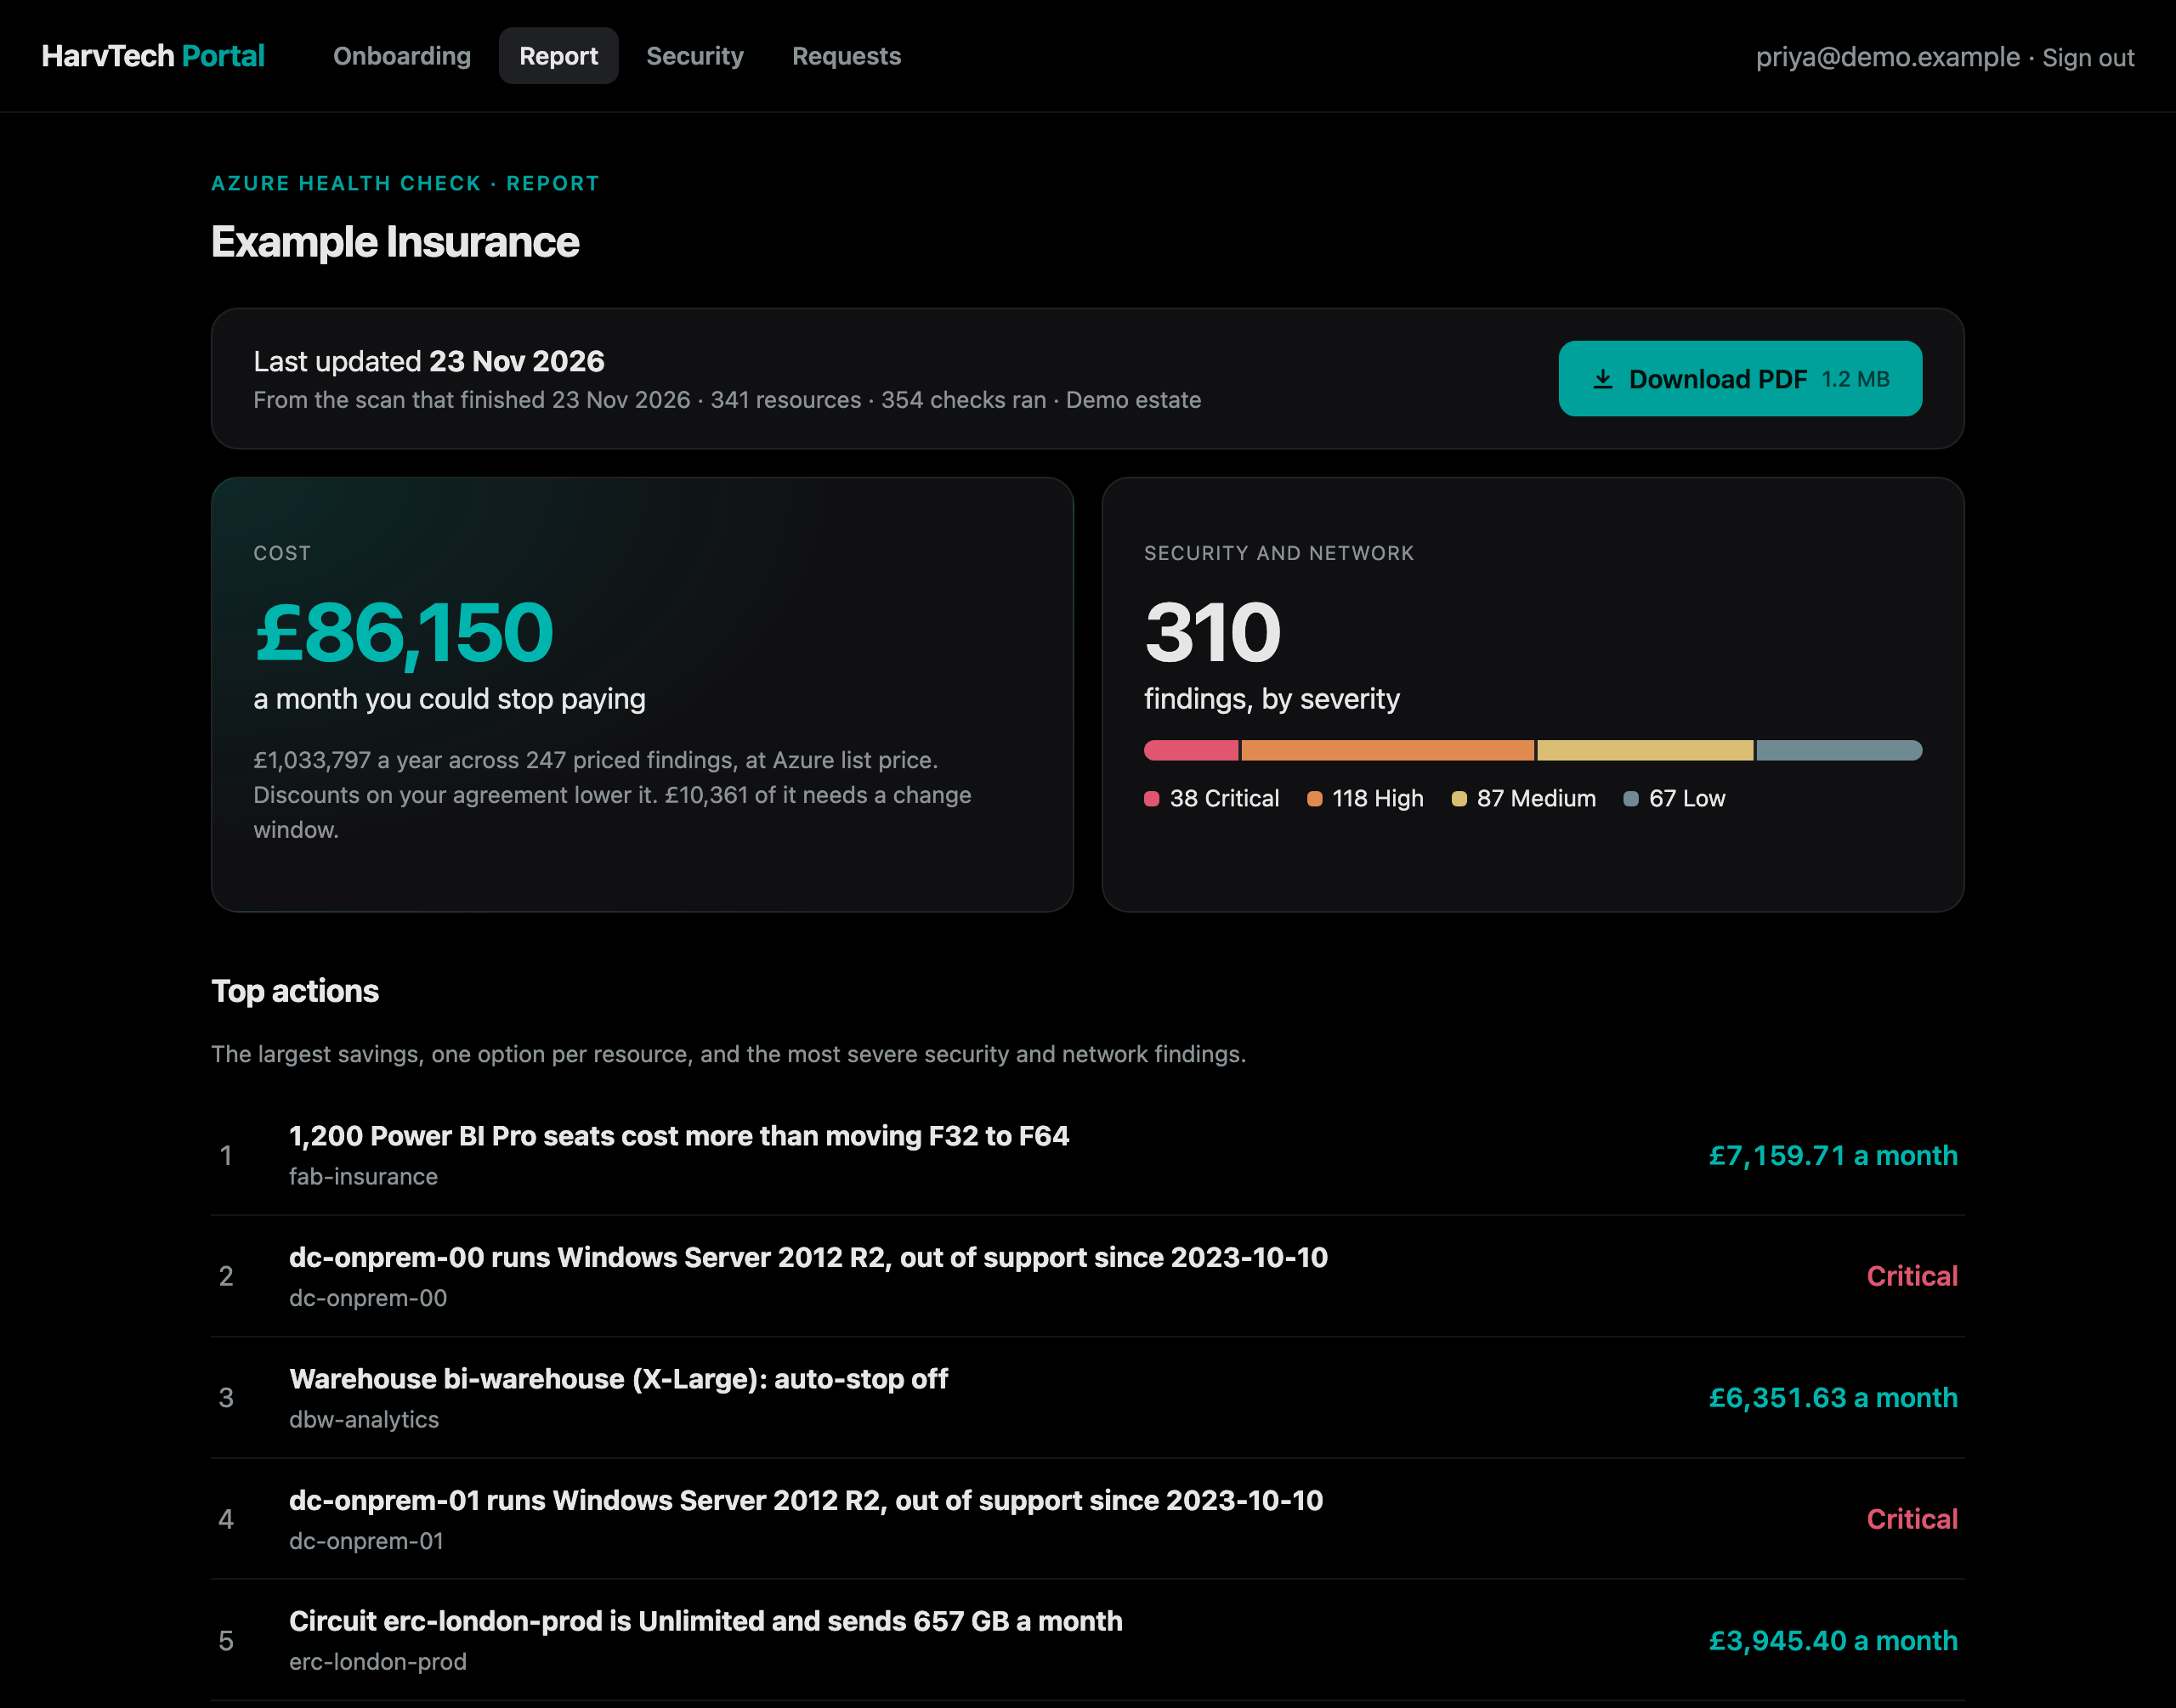 HarvTech Portal
Onboarding
Report
Security
Requests
priya@demo.example · Sign out
AZURE HEALTH CHECK · REPORT
Example Insurance
Last updated 23 Nov 2026
From the scan that finished 23 Nov 2026 · 341 resources · 354 checks ran · Demo estate
Download PDF 1.2 MB
COST
£86,150
a month you could stop paying
£1,033,797 a year across 247 priced findings, at Azure list price.
Discounts on your agreement lower it. £10,361 of it needs a change
window.
SECURITY AND NETWORK
310
findings, by severity
38 Critical
118 High
87 Medium
67 Low
Top actions
The largest savings, one option per resource, and the most severe security and network findings.
1
1,200 Power BI Pro seats cost more than moving F32 to F64
fab-insurance
£7,159.71 a month
2
dc-onprem-00 runs Windows Server 2012 R2, out of support since 2023-10-10
dc-onprem-00
Critical
3
Warehouse bi-warehouse (X-Large): auto-stop off
dbw-analytics
£6,351.63 a month
4
dc-onprem-01 runs Windows Server 2012 R2, out of support since 2023-10-10
dc-onprem-01
Critical
5
Circuit erc-london-prod is Unlimited and sends 657 GB a month
erc-london-prod
£3,945.40 a month